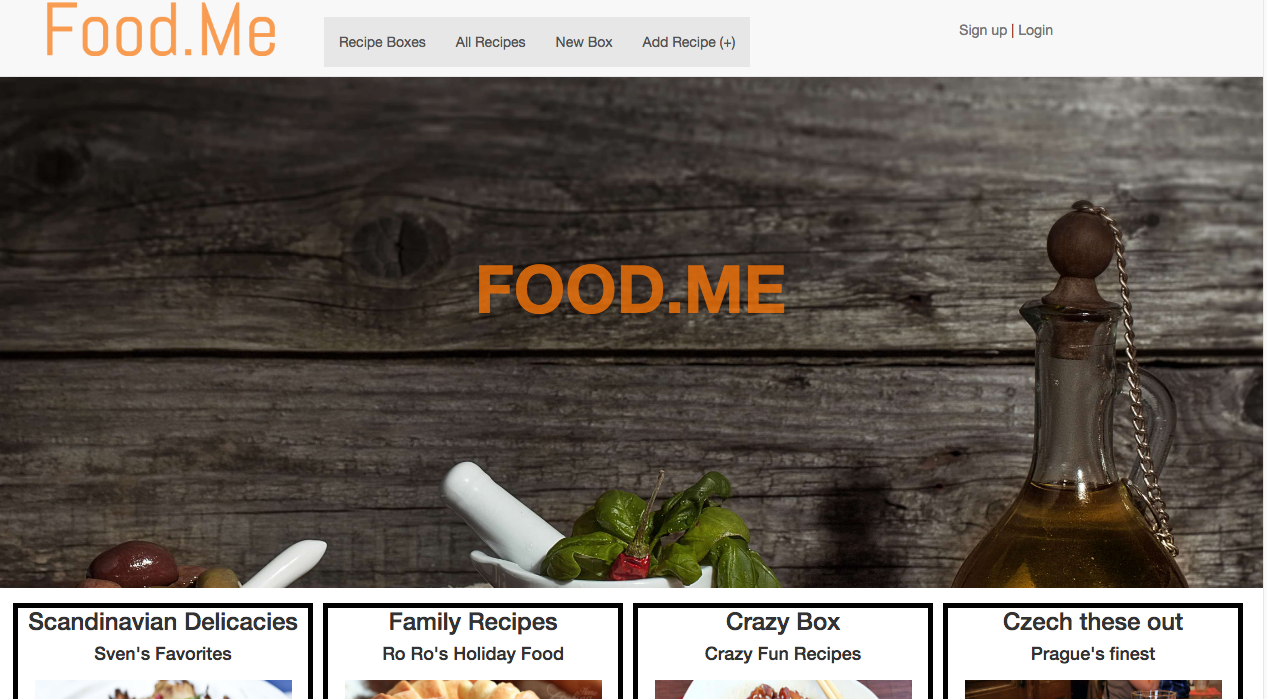 Food.Me
Recipe Boxes
All Recipes
New Box
Add Recipe (+)
Sign up | Login
FOOD.ME
Scandinavian Delicacies
Sven's Favorites
Family Recipes
Ro Ro's Holiday Food
Crazy Box
Crazy Fun Recipes
Czech these out
Prague's finest